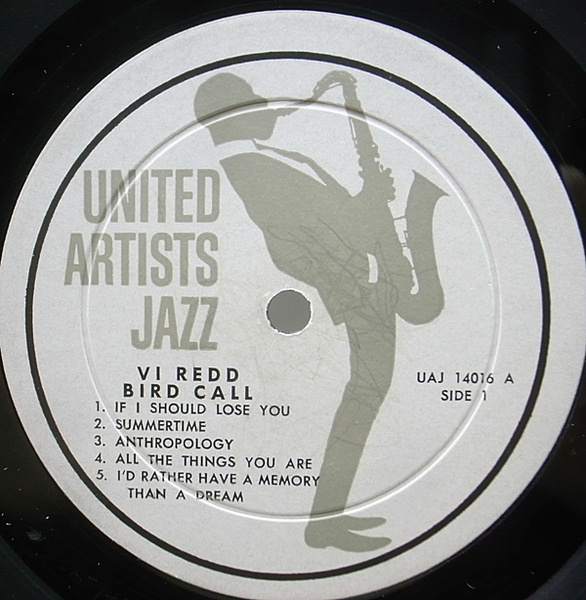 UNITED
ARTISTS
JAZZ
VI REDD
BIRD CALL
UAJ 14016 A
SIDE 1
1. IF I SHOULD LOSE YOU
2. SUMMERTIME
3. ANTHROPOLOGY
4. ALL THE THINGS YOU ARE
5. I'D RATHER HAVE A MEMORY
THAN A DREAM